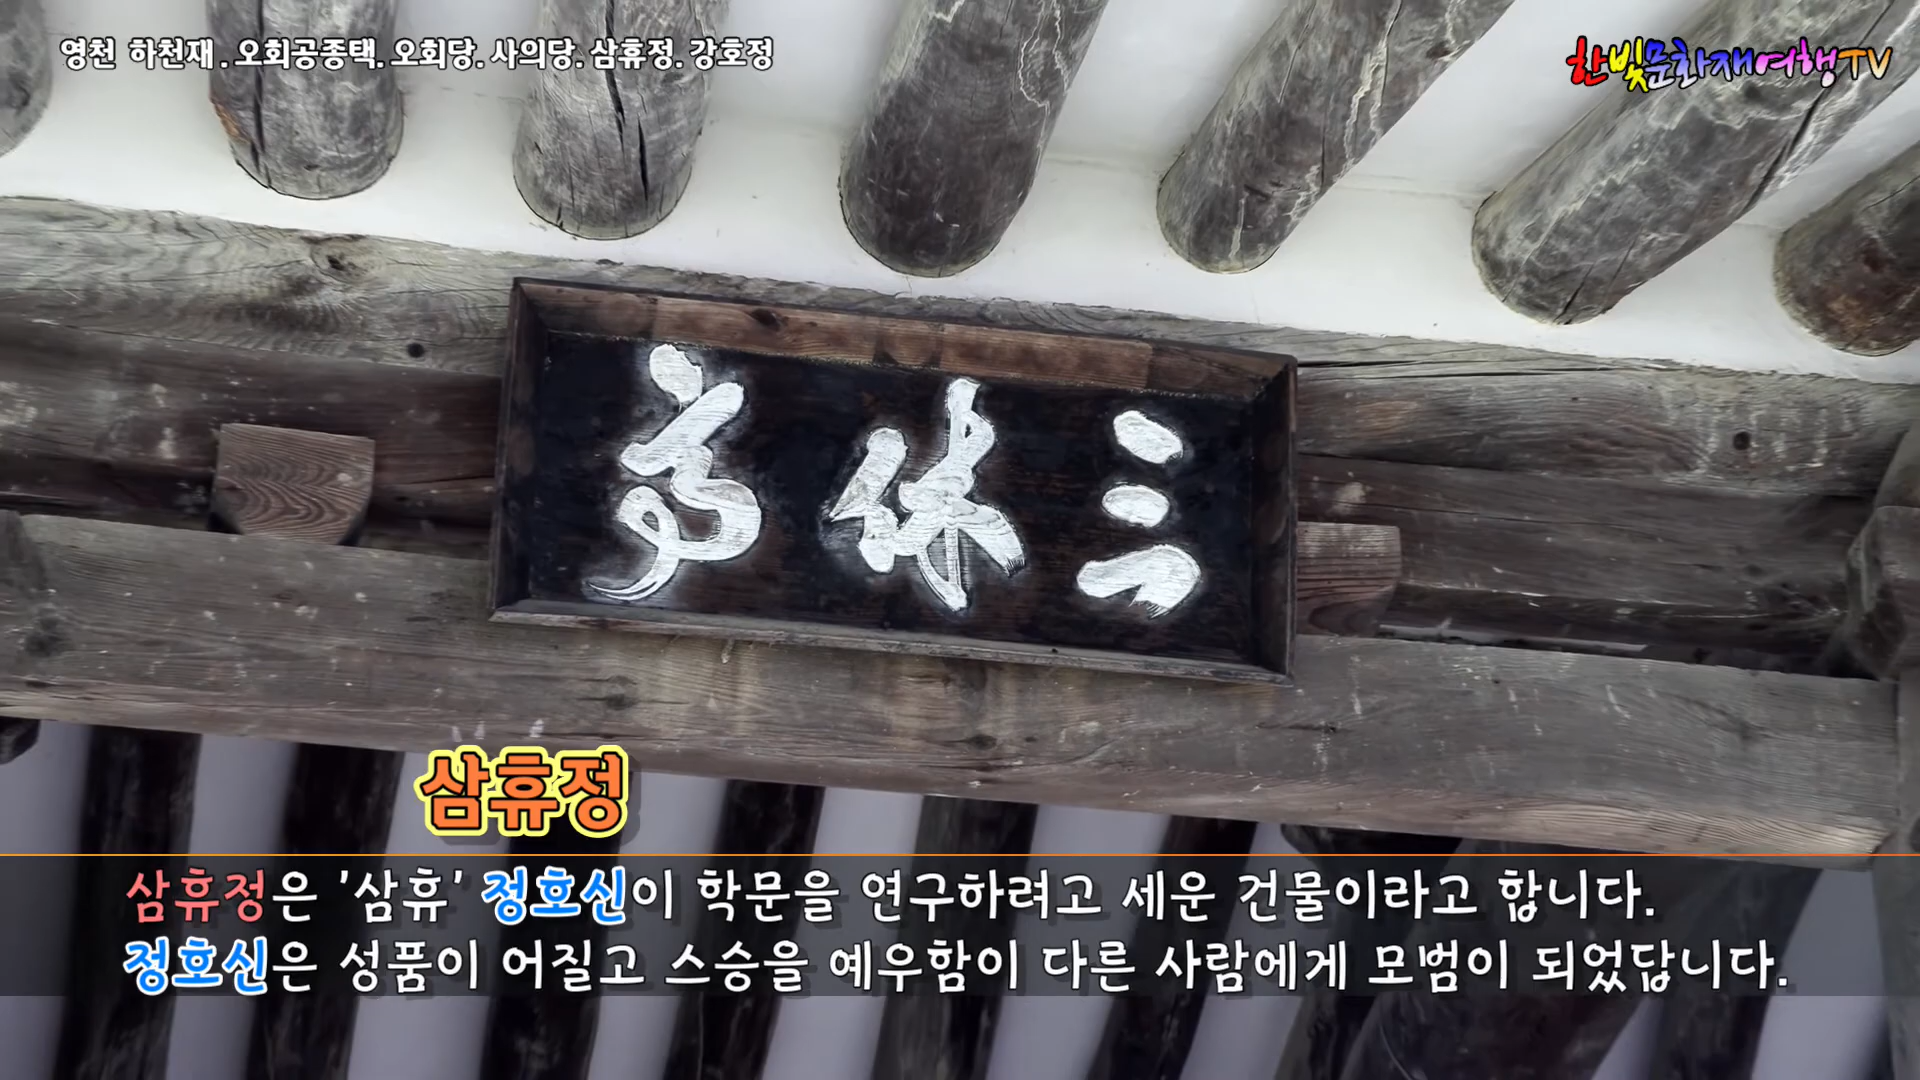 영천 하천재. 오회공종택. 오회당. 사의당. 삼휴정. 강호정
한빛문화재여행TV
三休亭
삼휴정
삼휴정은 '삼휴' 정호신이 학문을 연구하려고 세운 건물이라고 합니다.
정호신은 성품이 어질고 스승을 예우함이 다른 사람에게 모범이 되었답니다.